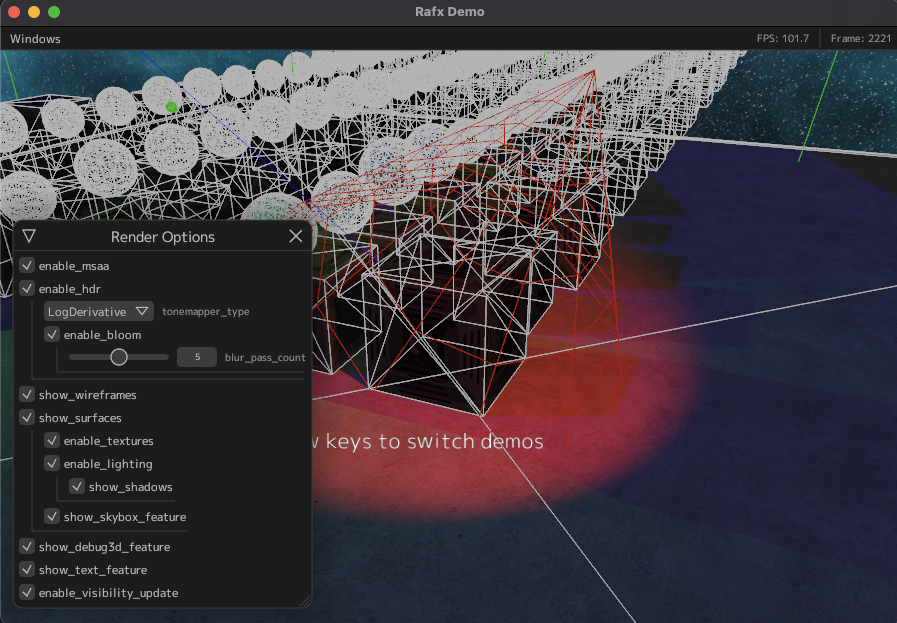 Rafx Demo
Windows
FPS: 101.7
Frame: 2221
Render Options
enable_msaa
enable_hdr
LogDerivative tonemapper_type
enable_bloom
5 blur_pass_count
show_wireframes
show_surfaces
enable_textures
enable_lighting
show_shadows
show_skybox_feature
show_debug3d_feature
show_text_feature
enable_visibility_update
keys to switch demos